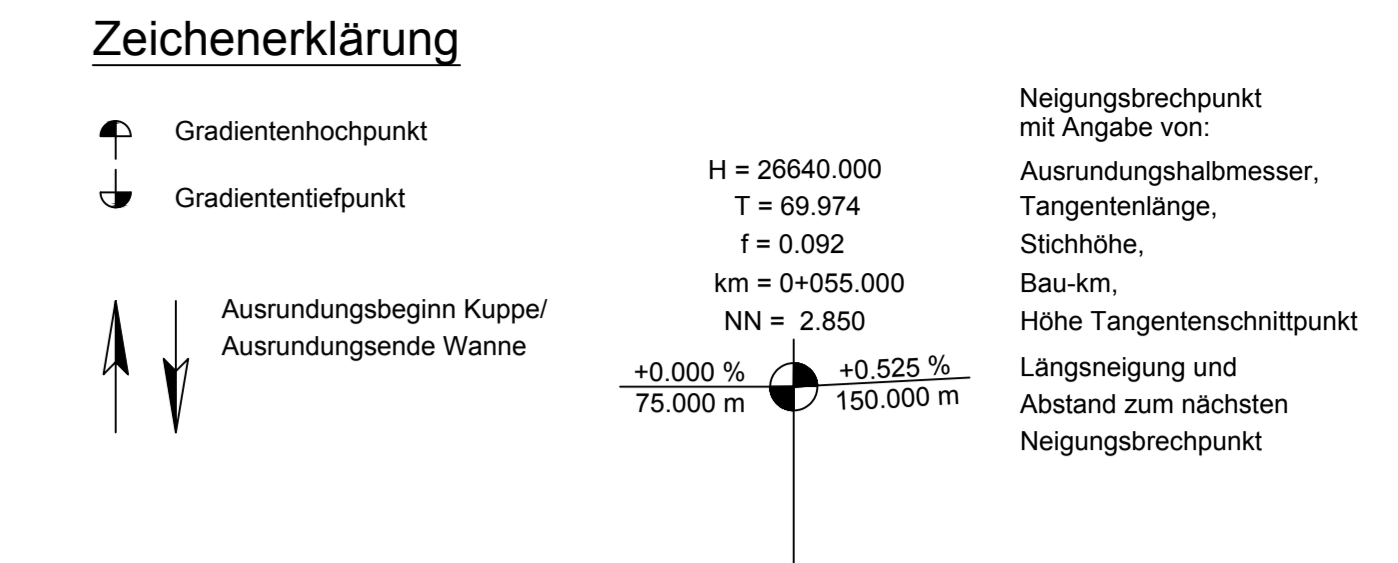 Zeichenerklärung
Gradientenhochpunkt
Gradiententiefpunkt
Ausrundungsbeginn Kuppe/
Ausrundungsende Wanne
H = 26640.000
T = 69.974
f = 0.092
km = 0+055.000
NN = 2.850
+0.000 % +0.525 %
75.000 m 150.000 m
Neigungsbrechpunkt
mit Angabe von:
Ausrundungshalbmesser,
Tangentenlänge,
Stichhöhe,
Bau-km,
Höhe Tangentenschnittpunkt
Längsneigung und
Abstand zum nächsten
Neigungsbrechpunkt